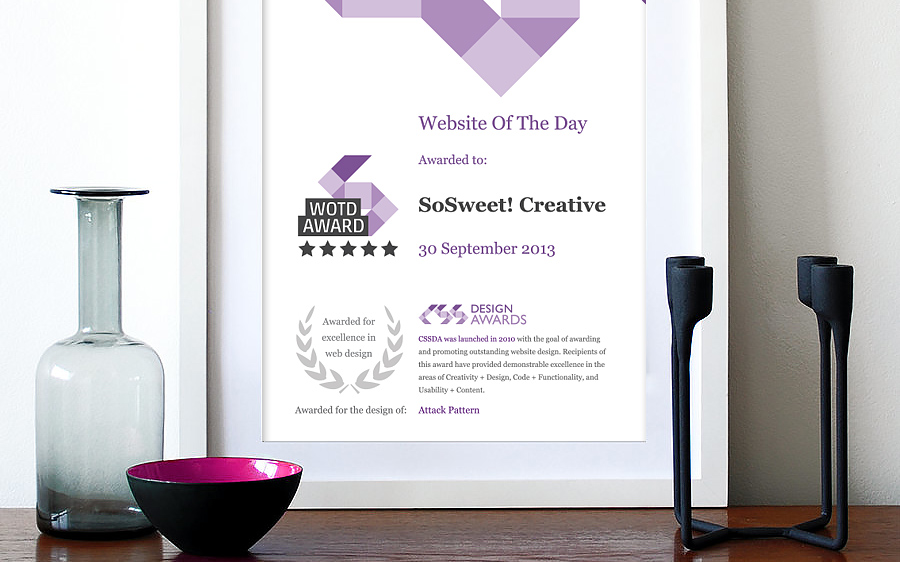 Website Of The Day
Awarded to:
WOTD
AWARD
SoSweet! Creative
30 September 2013
Awarded for
excellence in
web design
CSS DESIGN
AWARDS
CSSDA was launched in 2010 with the goal of awarding
and promoting outstanding website design. Recipients of
this award have provided demonstrable excellence in the
areas of Creativity + Design, Code + Functionality, and
Usability + Content.
Awarded for the design of: Attack Pattern